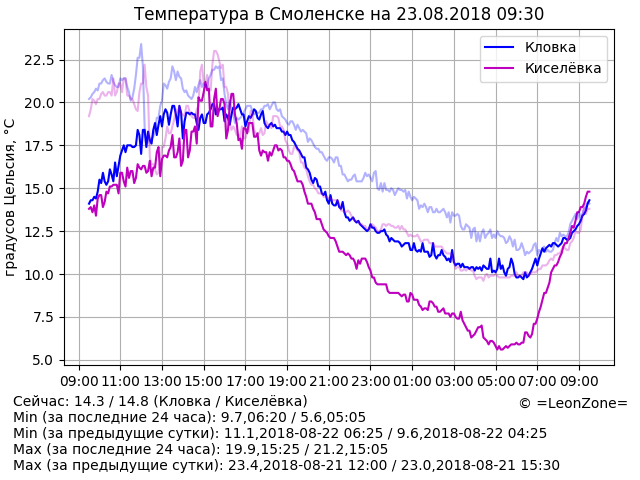 Температура в Смоленске на 23.08.2018 09:30
градусов Цельсия, °C
22.5
20.0
17.5
15.0
12.5
10.0
7.5
5.0
Кловка
Киселёвка
09:00 11:00 13:00 15:00 17:00 19:00 21:00 23:00 01:00 03:00 05:00 07:00 09:00
Сейчас: 14.3 / 14.8 (Кловка / Киселёвка)
© =LeonZone=
Min (за последние 24 часа): 9.7,06:20 / 5.6,05:05
Min (за предыдущие сутки): 11.1,2018-08-22 06:25 / 9.6,2018-08-22 04:25
Max (за последние 24 часа): 19.9,15:25 / 21.2,15:05
Max (за предыдущие сутки): 23.4,2018-08-21 12:00 / 23.0,2018-08-21 15:30